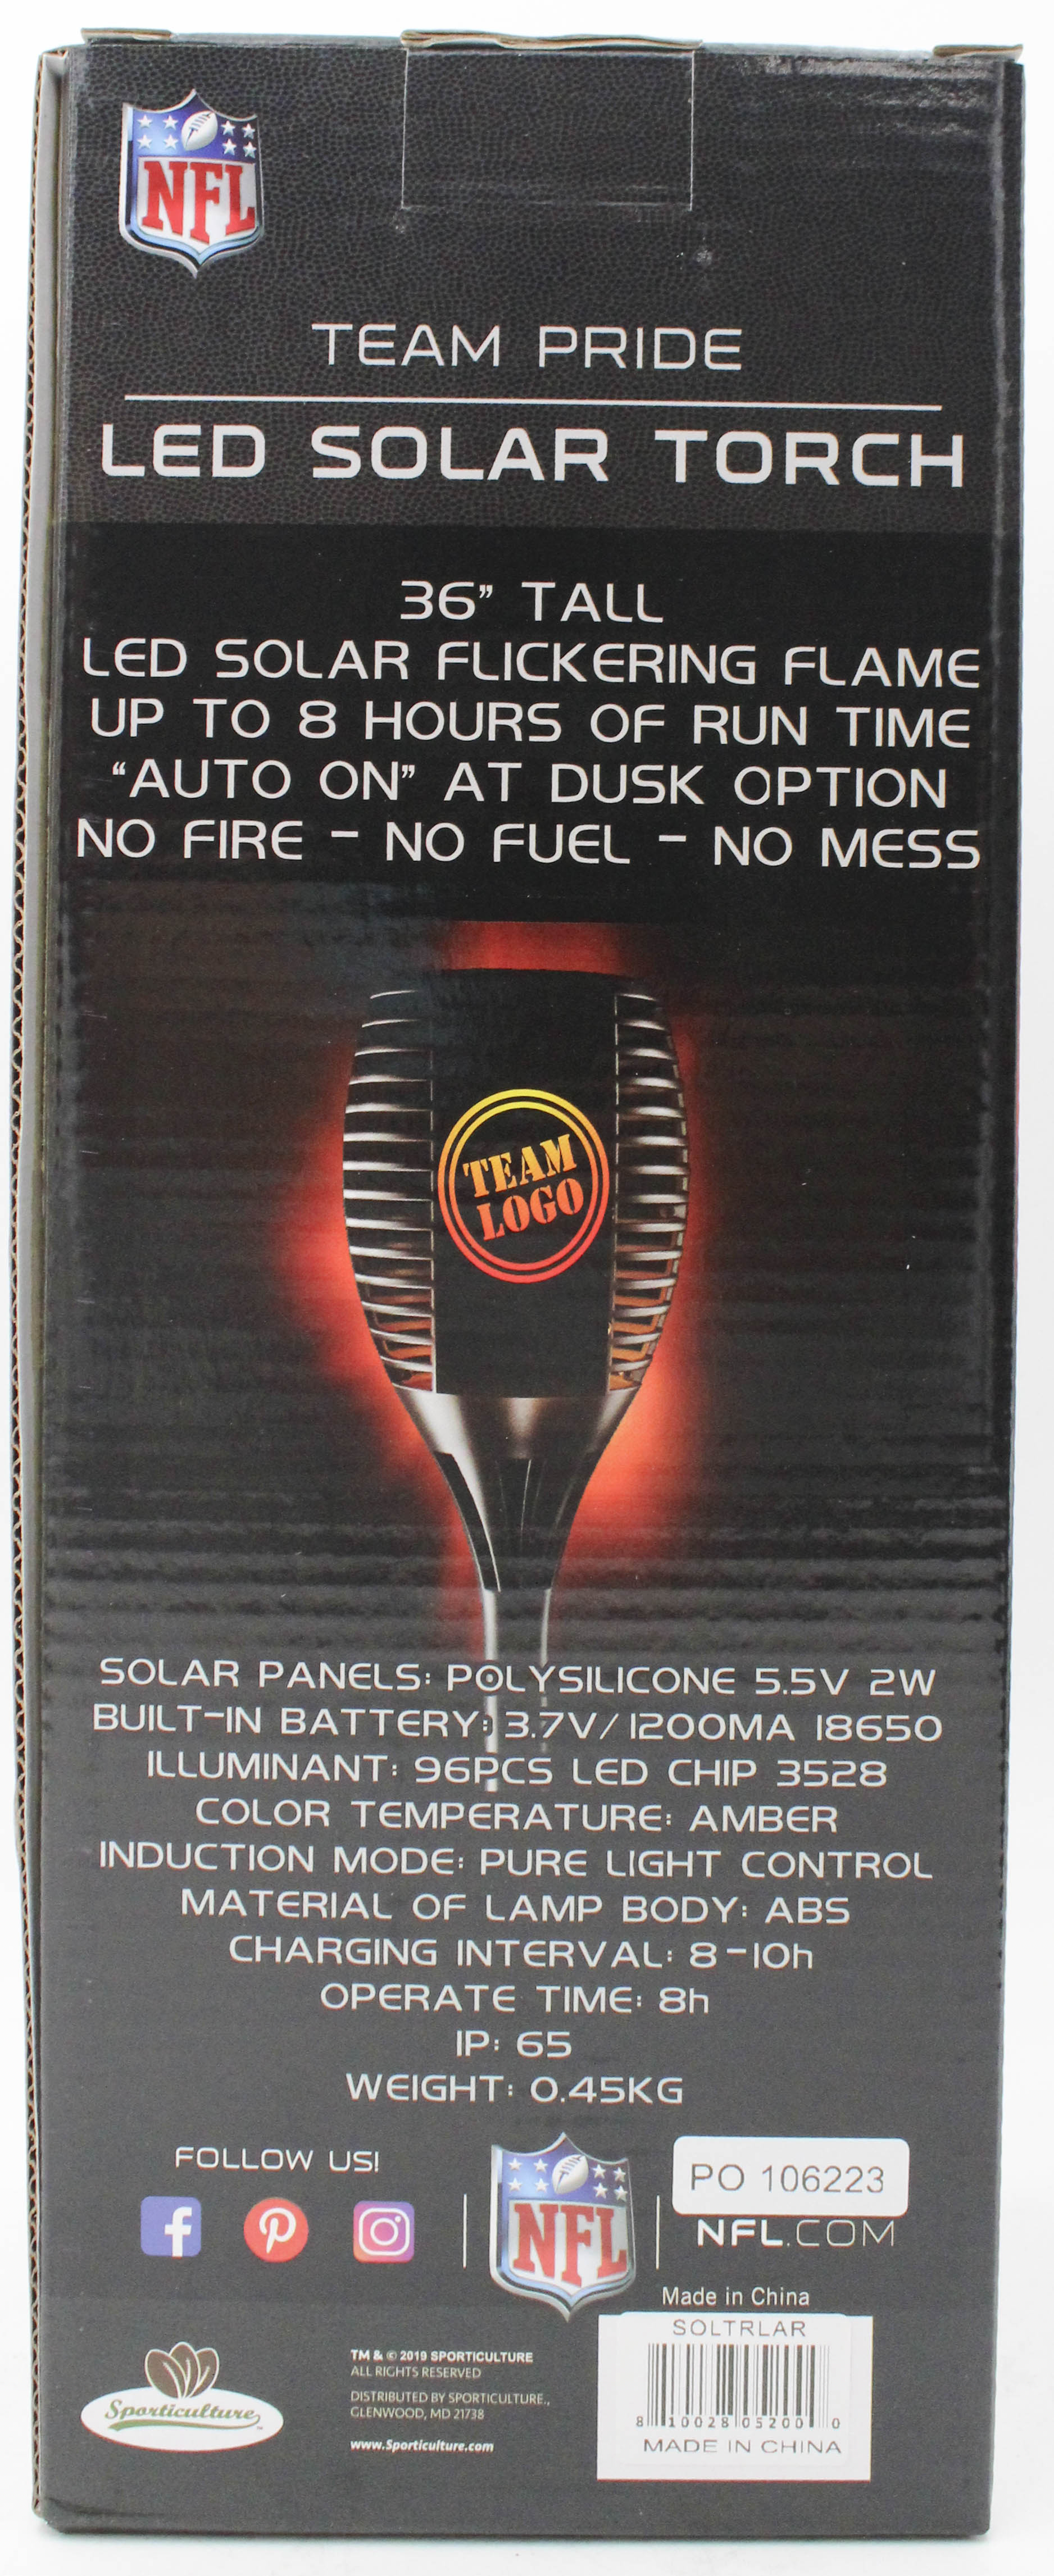 NFL
TEAM PRIDE
LED SOLAR TORCH
36” TALL
LED SOLAR FLICKERING FLAME
UP TO 8 HOURS OF RUN TIME
“AUTO ON” AT DUSK OPTION
NO FIRE – NO FUEL – NO MESS
TEAM
LOGO
SOLAR PANELS: POLYSILICONE 5.5V 2W
BUILT-IN BATTERY: 3.7V/1200MA 18650
ILLUMINANT: 96PCS LED CHIP 3528
COLOR TEMPERATURE: AMBER
INDUCTION MODE: PURE LIGHT CONTROL
MATERIAL OF LAMP BODY: ABS
CHARGING INTERVAL: 8-10h
OPERATE TIME: 8h
IP: 65
WEIGHT: 0.45KG
FOLLOW US!
NFL
PO 106223
NFL.COM
Made in China
Sporticulture™
TM & © 2019 SPORTICULTURE
ALL RIGHTS RESERVED
DISTRIBUTED BY SPORTICULTURE.,
GLENWOOD, MD 21738
www.Sporticulture.com
SOLTRLAR
8 10028 05200 0
MADE IN CHINA